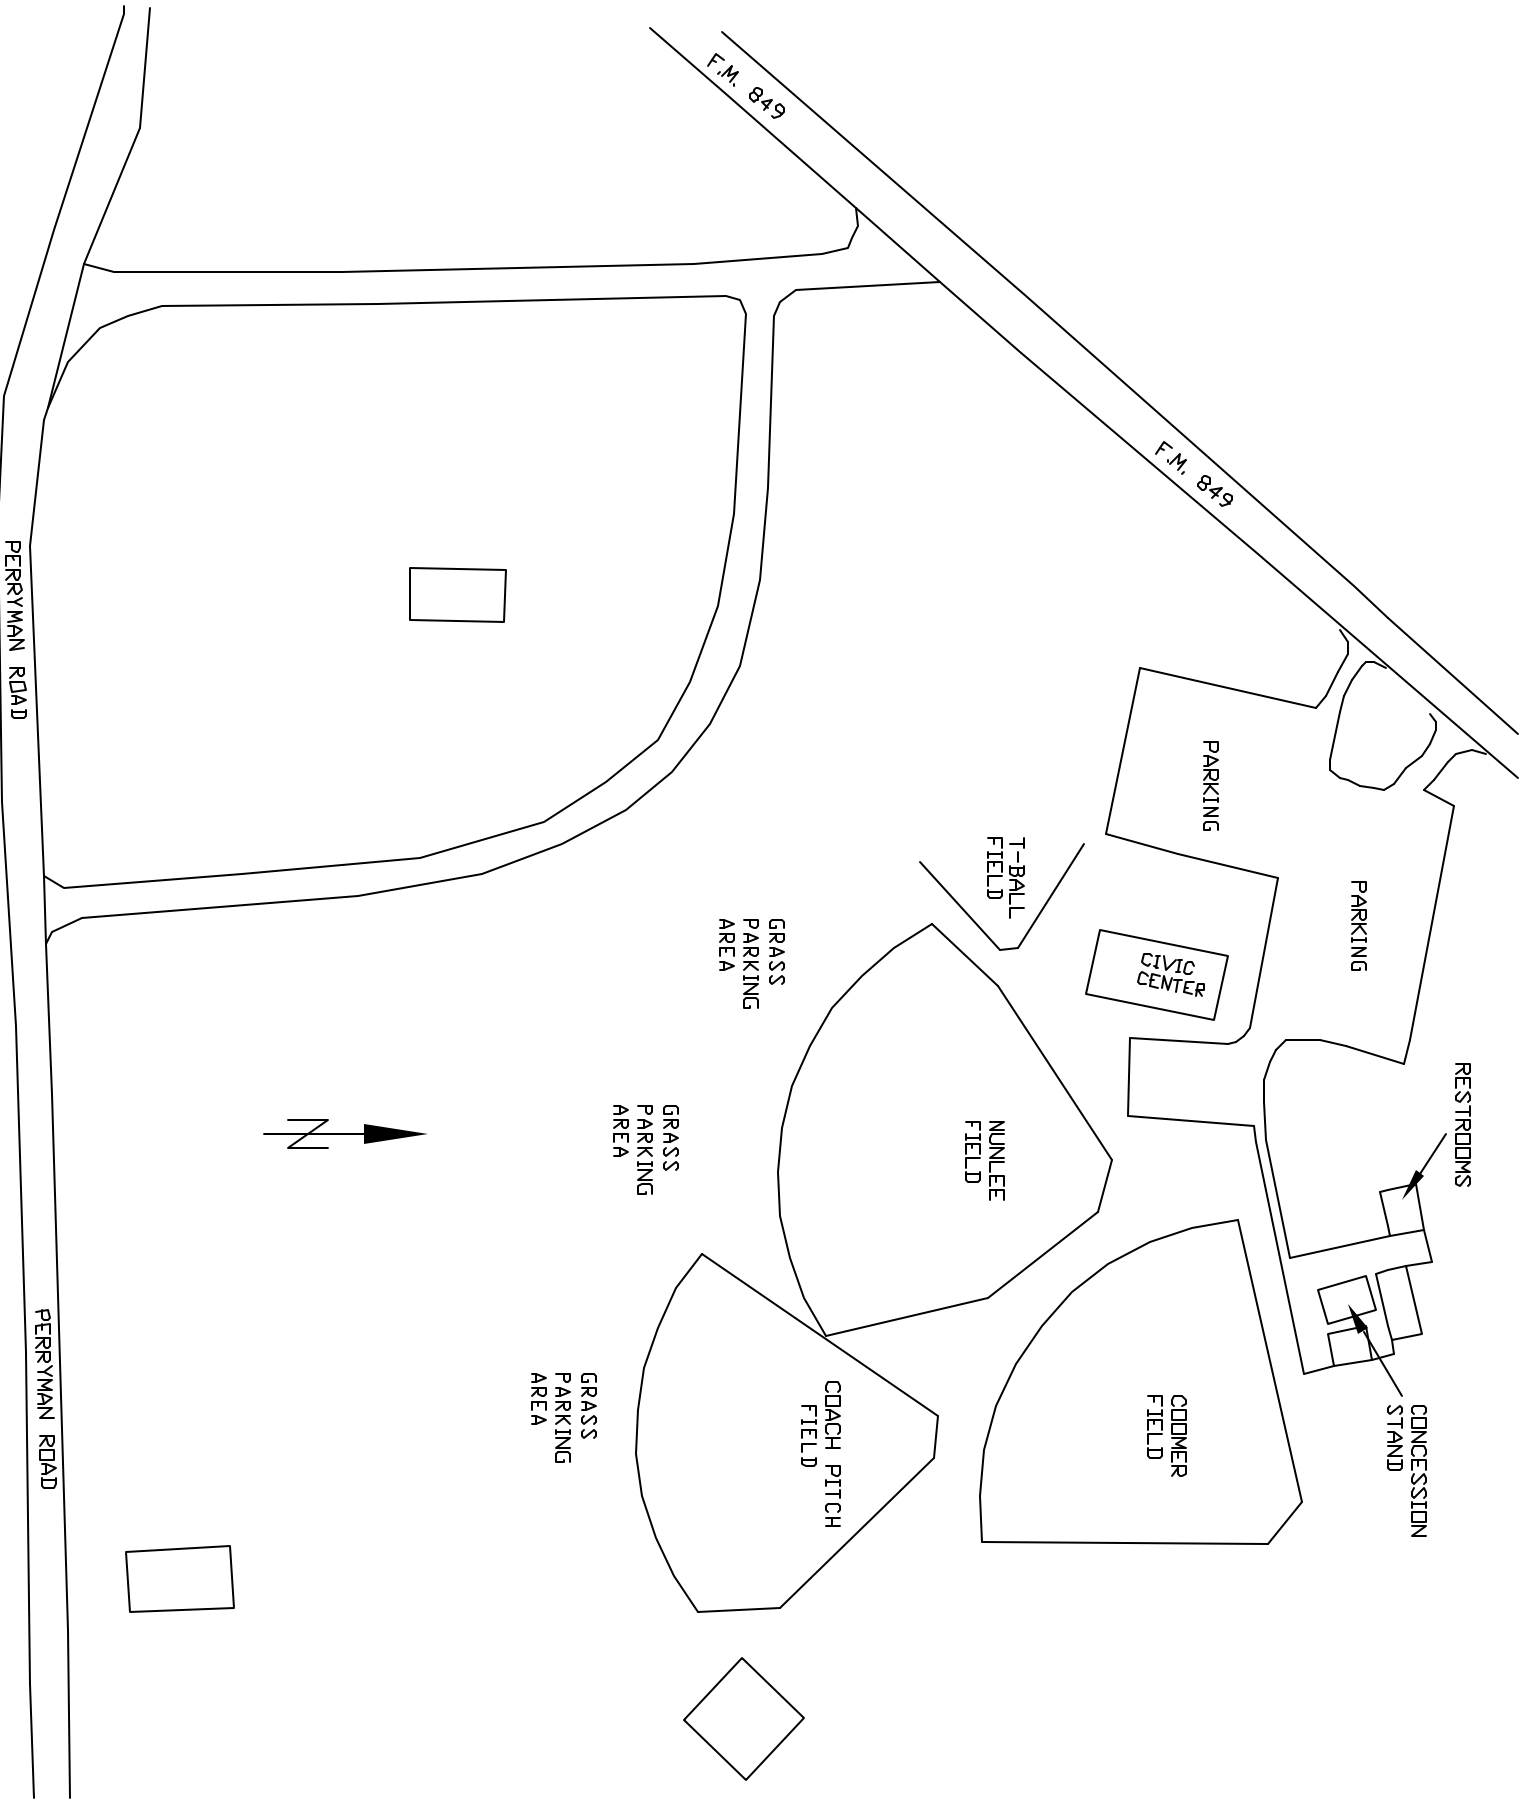 F.M. 849
F.M. 849
PERRYMAN ROAD
PARKING
T-BALL
FIELD
PARKING
GRASS
PARKING
AREA
CIVIC
CENTER
RESTROOMS
GRASS
PARKING
AREA
N
NUNLEE
FIELD
PERRYMAN ROAD
GRASS
PARKING
AREA
COACH PITCH
FIELD
COOMER
FIELD
CONCESSION
STAND